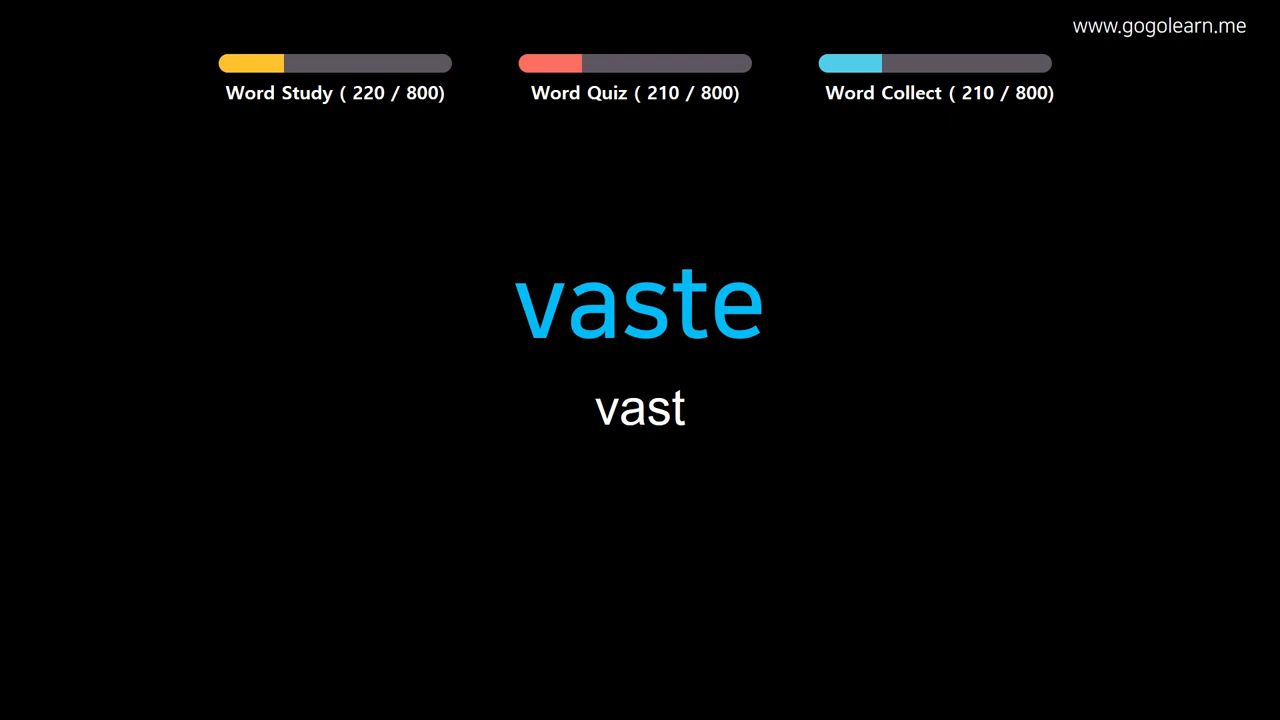 www.gogolearn.me
Word Study ( 220 / 800)
Word Quiz ( 210 / 800)
Word Collect ( 210 / 800)
vaste
vast